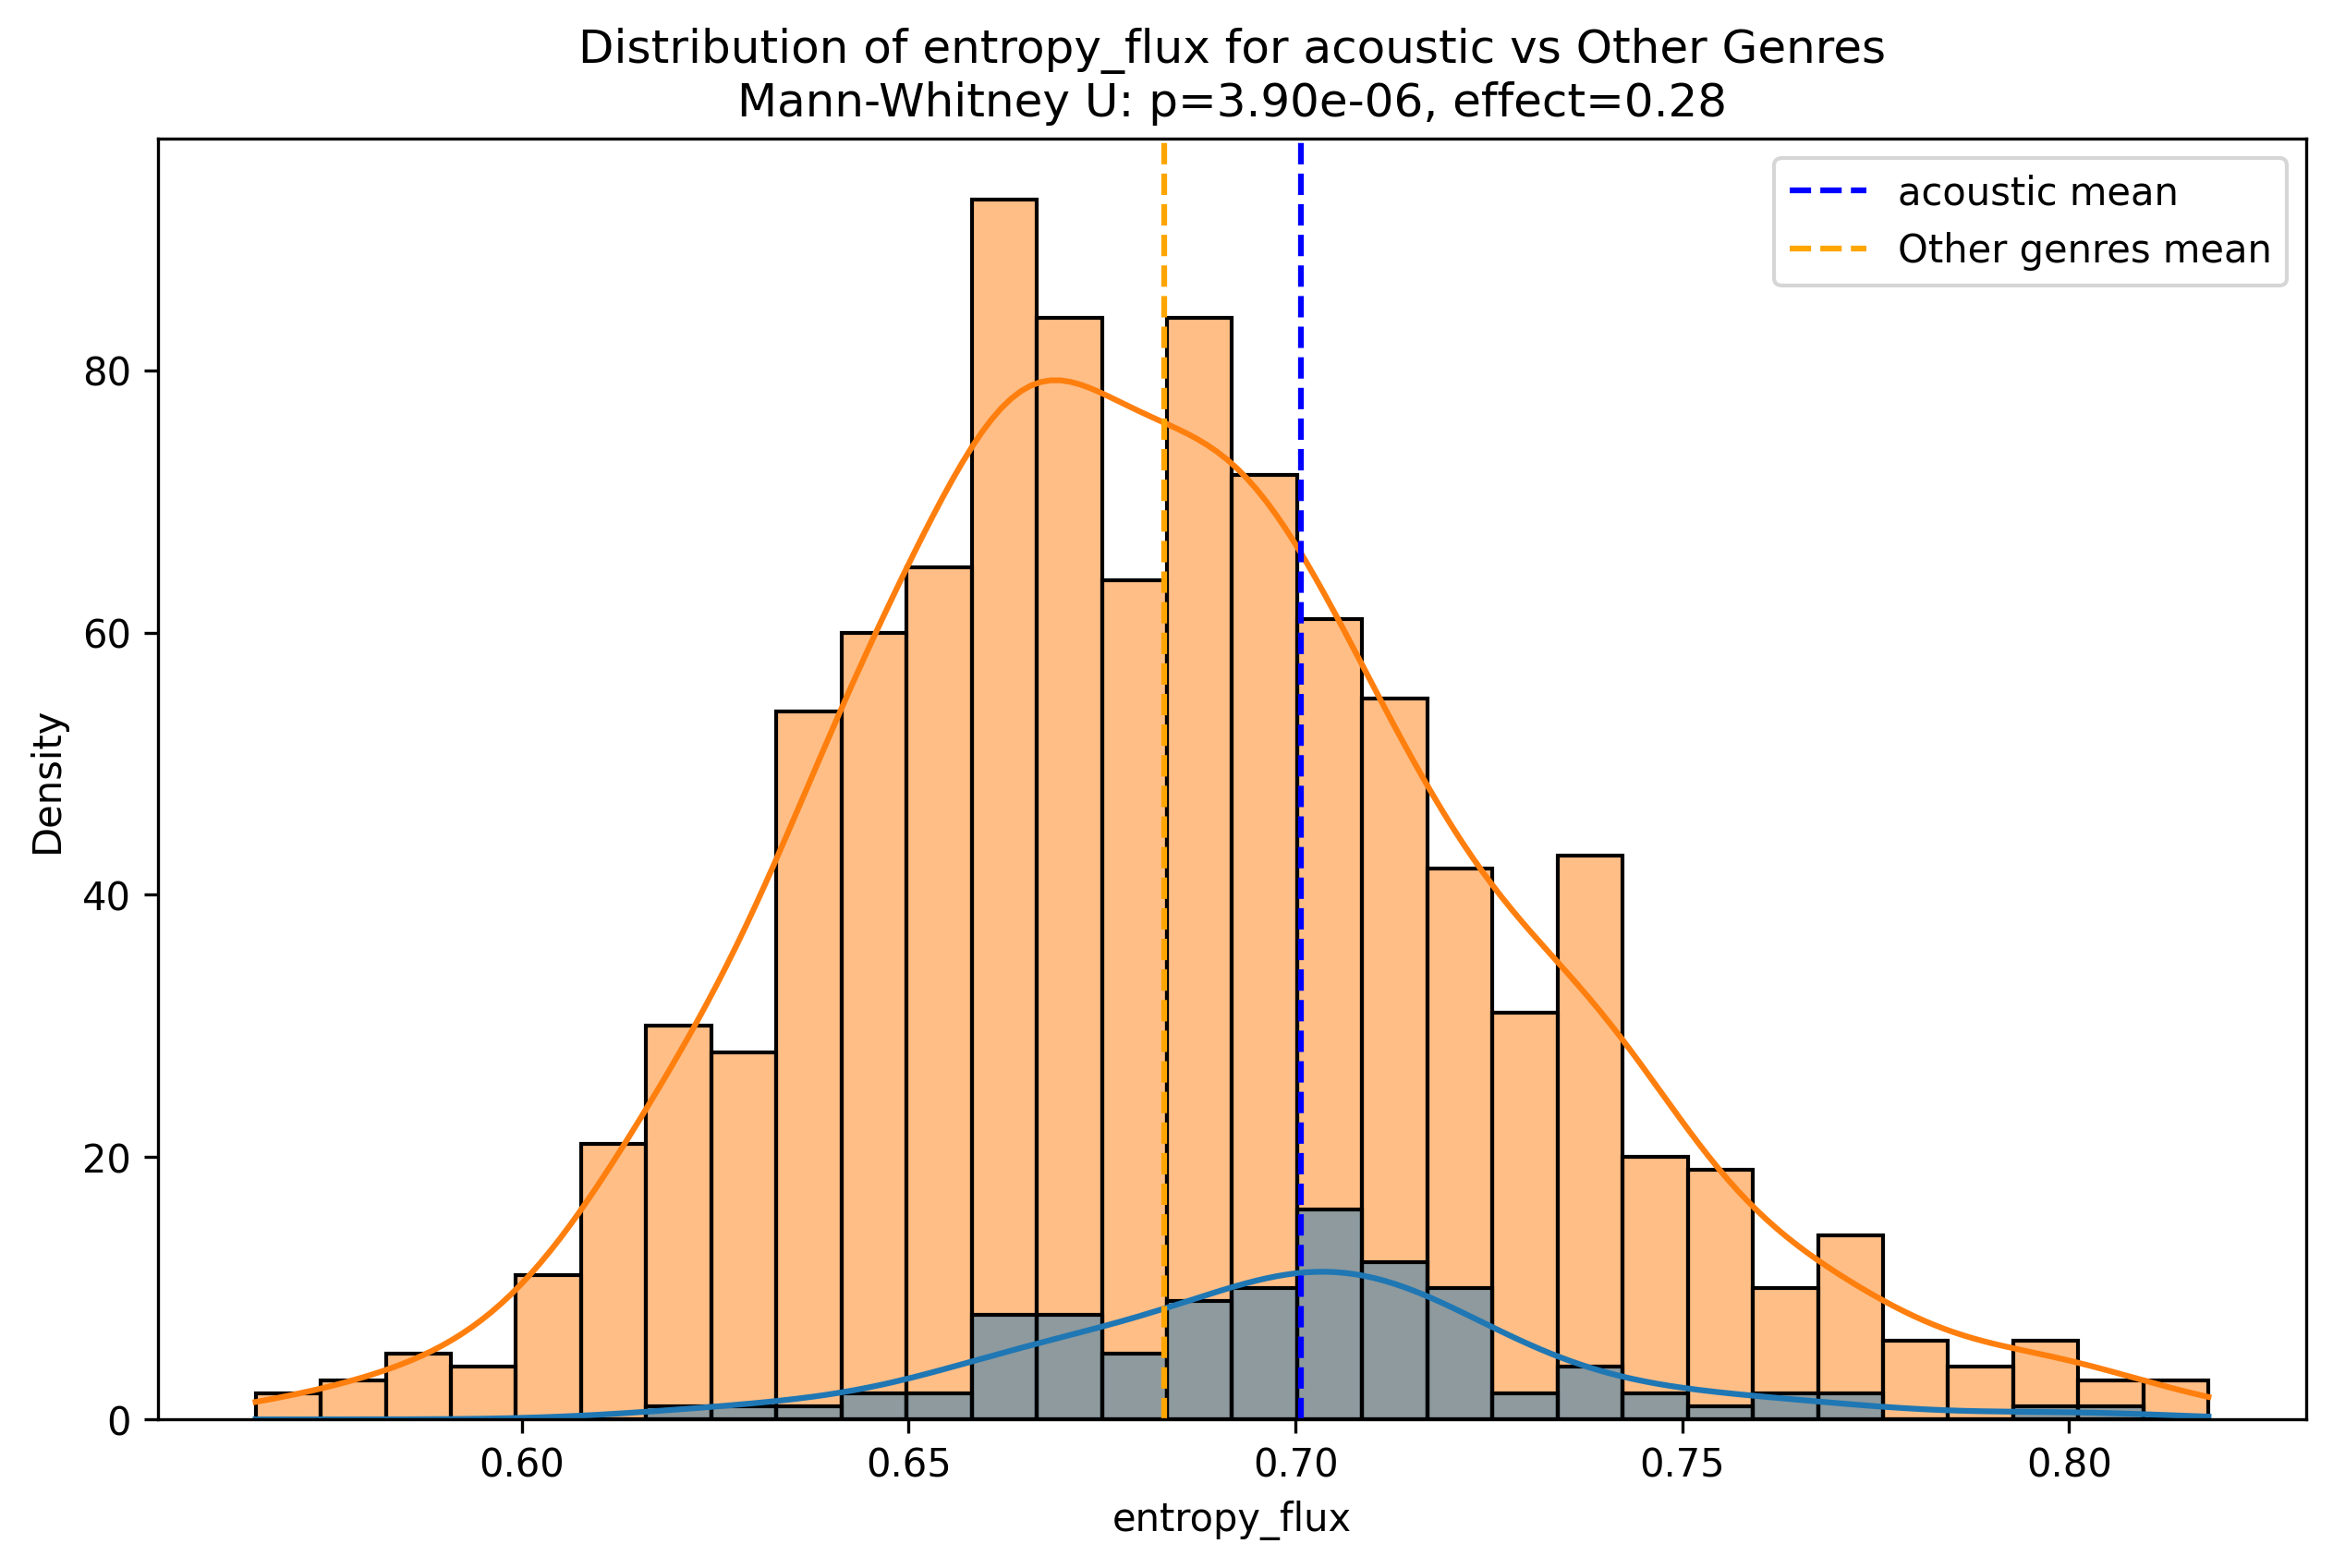 Distribution of entropy_flux for acoustic vs Other Genres
Mann-Whitney U: p=3.90e-06, effect=0.28
acoustic mean
Other genres mean
Density
80
60
40
20
0
0.60 0.65 0.70 0.75 0.80
entropy_flux